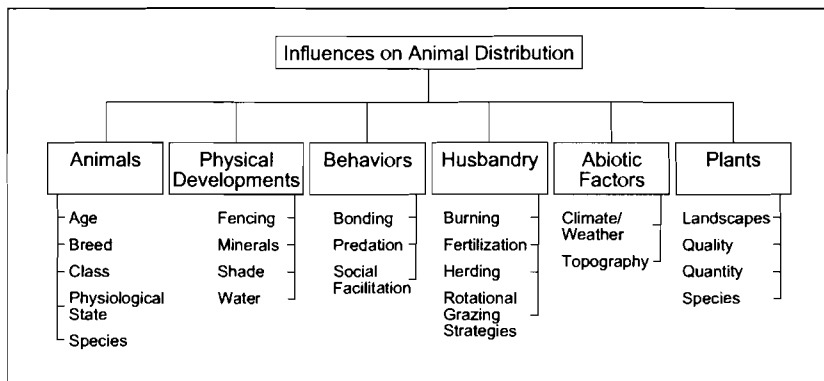 Influences on Animal Distribution
Animals
Age
Breed
Class
Physiological
State
Species
Physical
Developments
Fencing
Minerals
Shade
Water
Behaviors
Bonding
Predation
Social
Facilitation
Husbandry
Burning
Fertilization
Herding
Rotational
Grazing
Strategies
Abiotic
Factors
Climate/
Weather
Topography
Plants
Landscapes
Quality
Quantity
Species